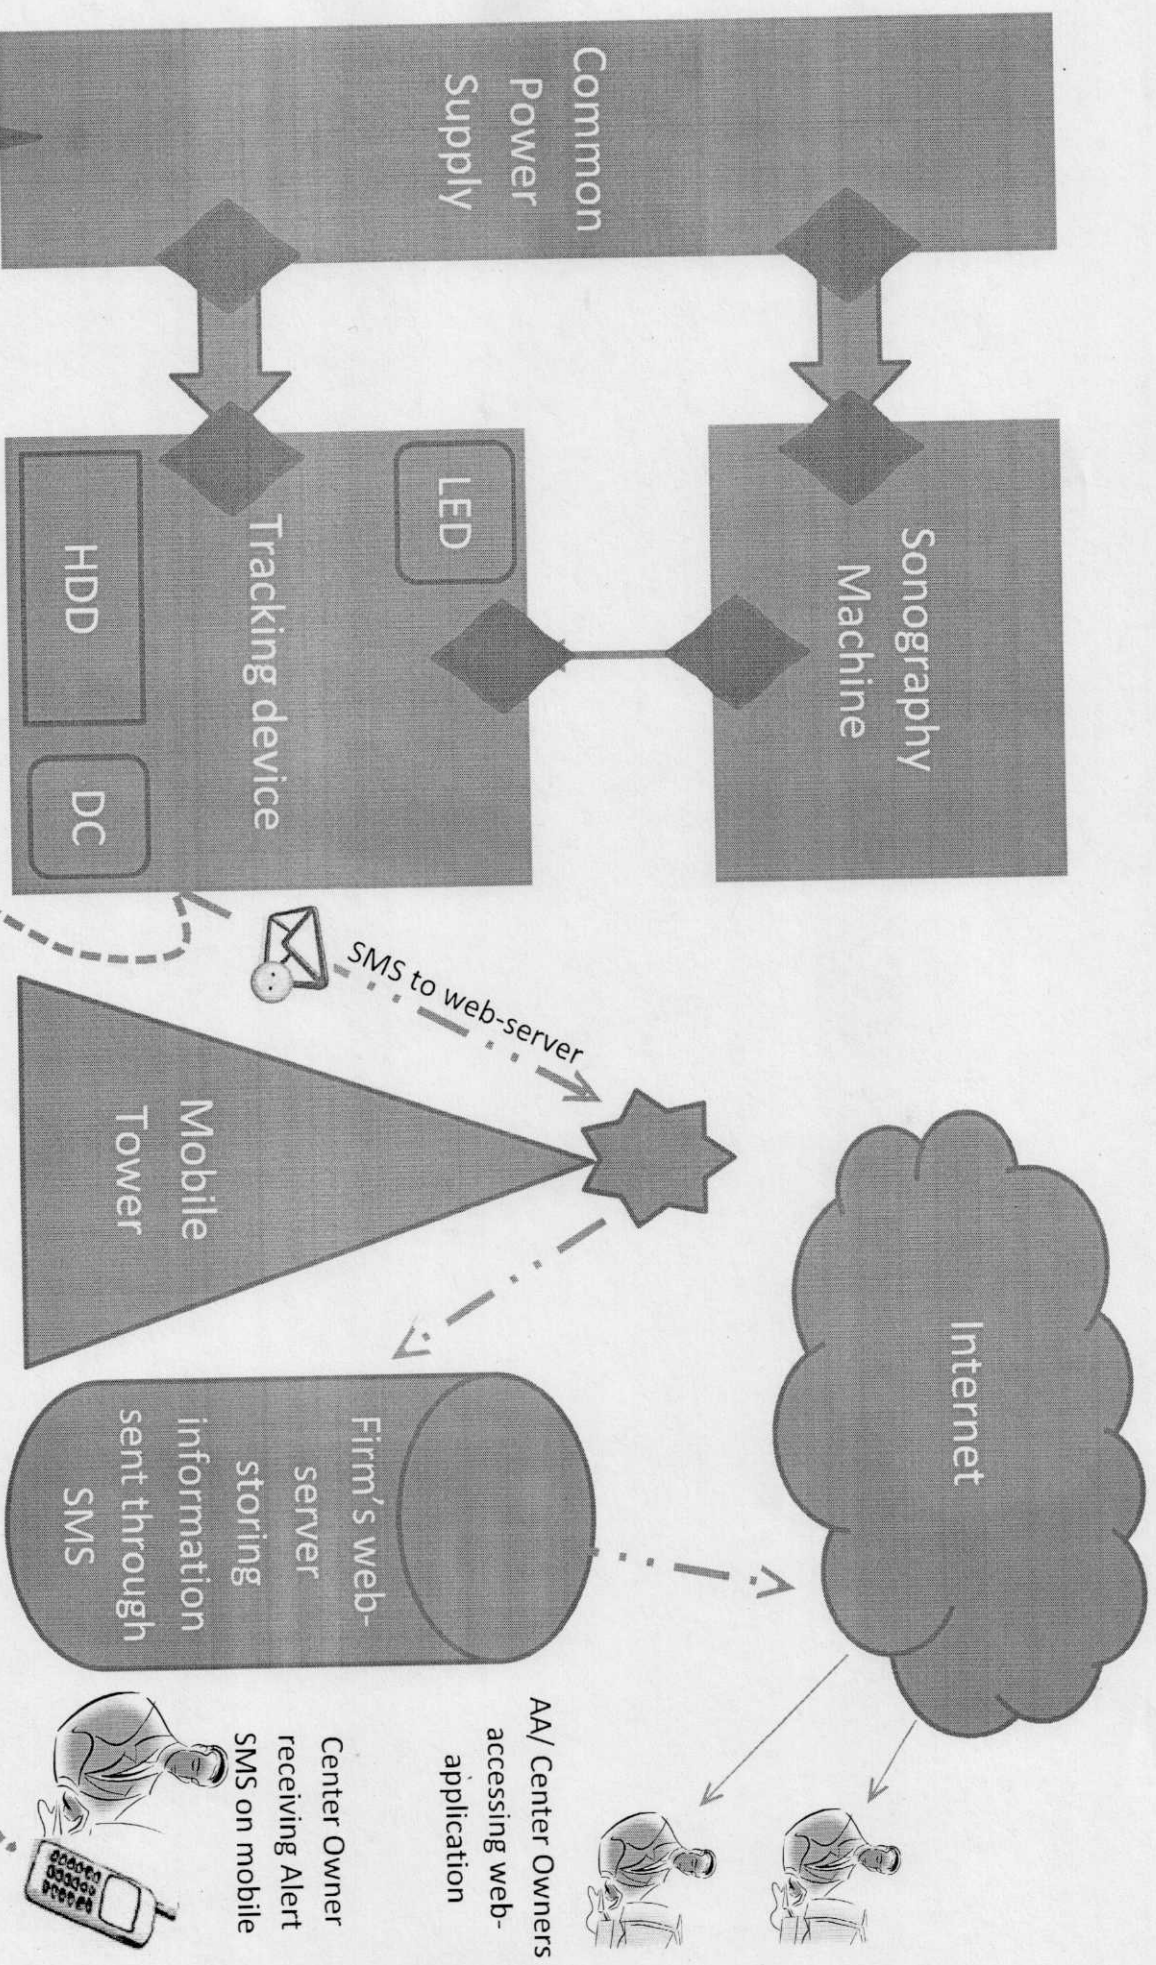 Common
Power
Supply
Sonography
Machine
LED
Tracking device
HDD
DC
SMS to web-server
Mobile
Tower
Internet
Firm's web-
server
storing
information
sent through
SMS
AA/ Center Owners
accessing web-
application
Center Owner
receiving Alert
SMS on mobile